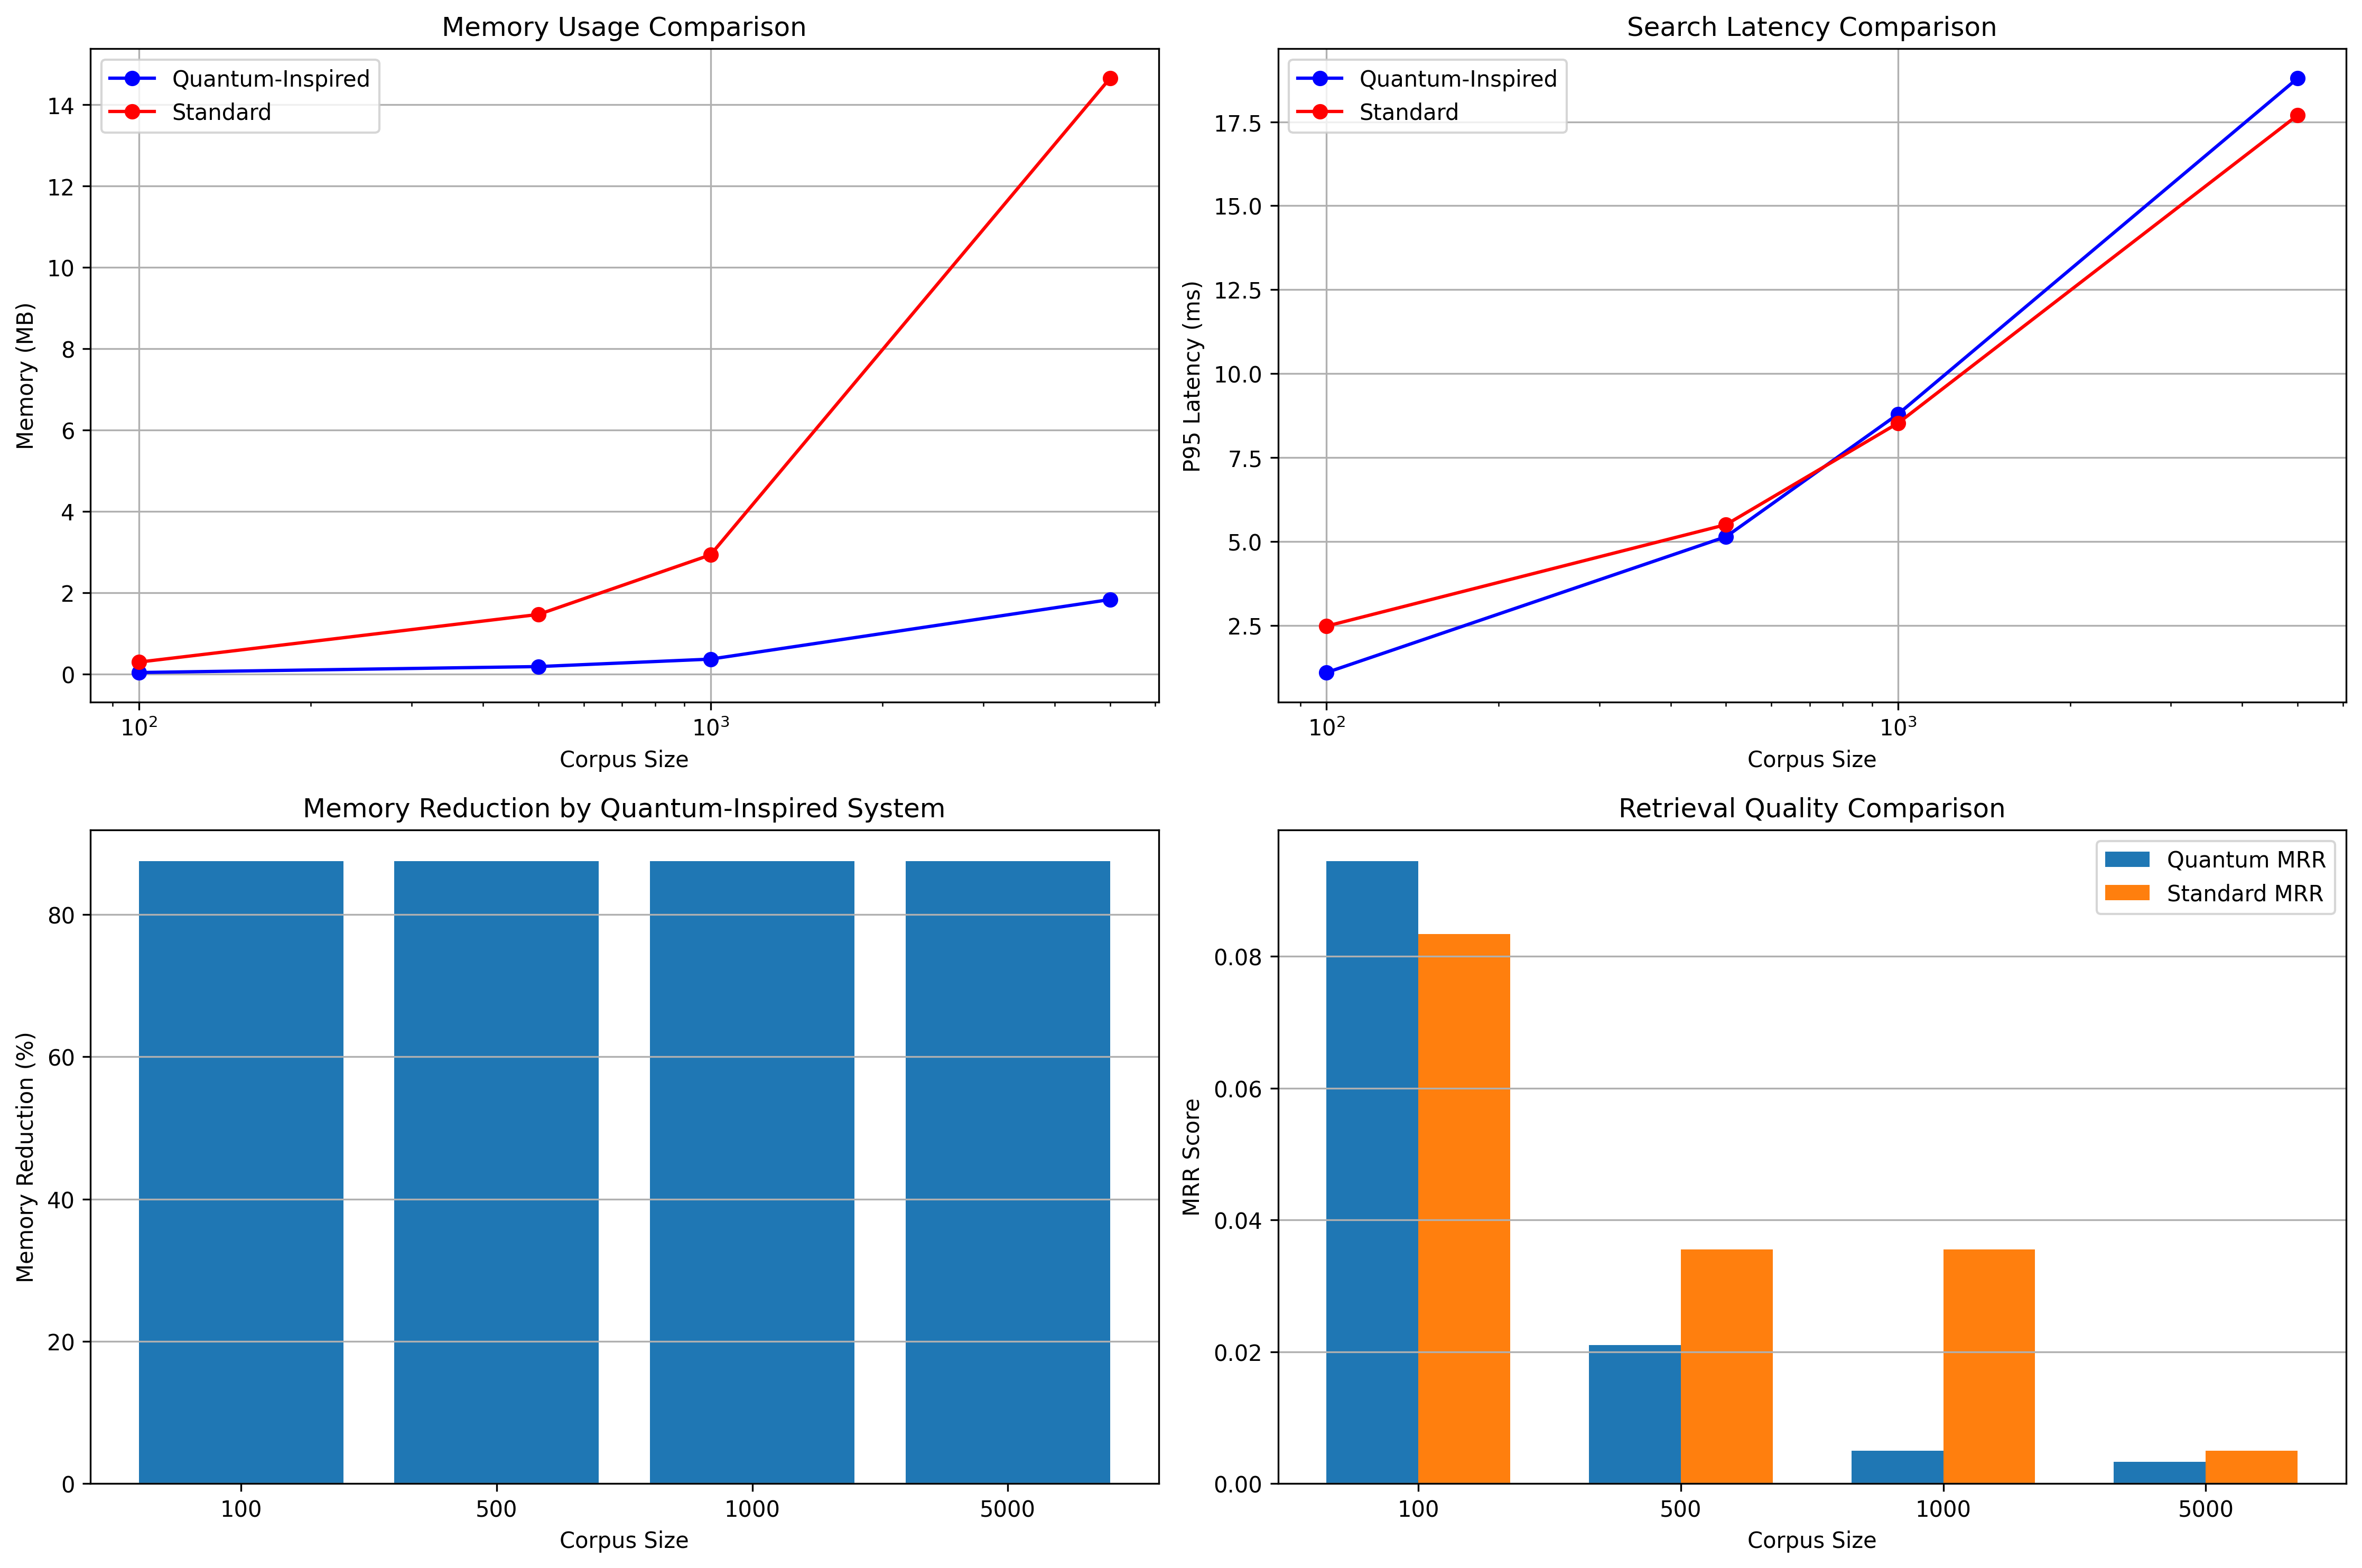 Memory Usage Comparison
Quantum-Inspired
Standard
Memory (MB)
14
12
10
8
6
4
2
0
10²
10³
Corpus Size
Search Latency Comparison
Quantum-Inspired
Standard
P95 Latency (ms)
17.5
15.0
12.5
10.0
7.5
5.0
2.5
10²
10³
Corpus Size
Memory Reduction by Quantum-Inspired System
Memory Reduction (%)
80
60
40
20
0
100
500
1000
5000
Corpus Size
Retrieval Quality Comparison
Quantum MRR
Standard MRR
MRR Score
0.08
0.06
0.04
0.02
0.00
100
500
1000
5000
Corpus Size